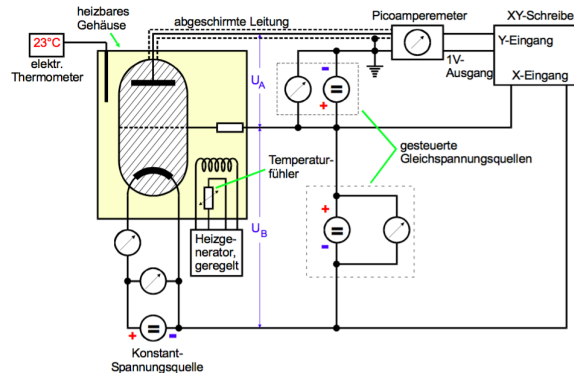 heizbares
Gehäuse
abgeschirmte Leitung
Picoamperemeter
XY-Schreibe
23°C
elektr.
Thermometer
Y-Eingang
1V-
Ausgang
X-Eingang
U_A
-
=
+
gesteuerte
Gleichspannungsquellen
Temperatur-
fühler
U_B
+
=
-
Heizge-
nerator,
geregelt
+
=
-
Konstant-
Spannungsquelle